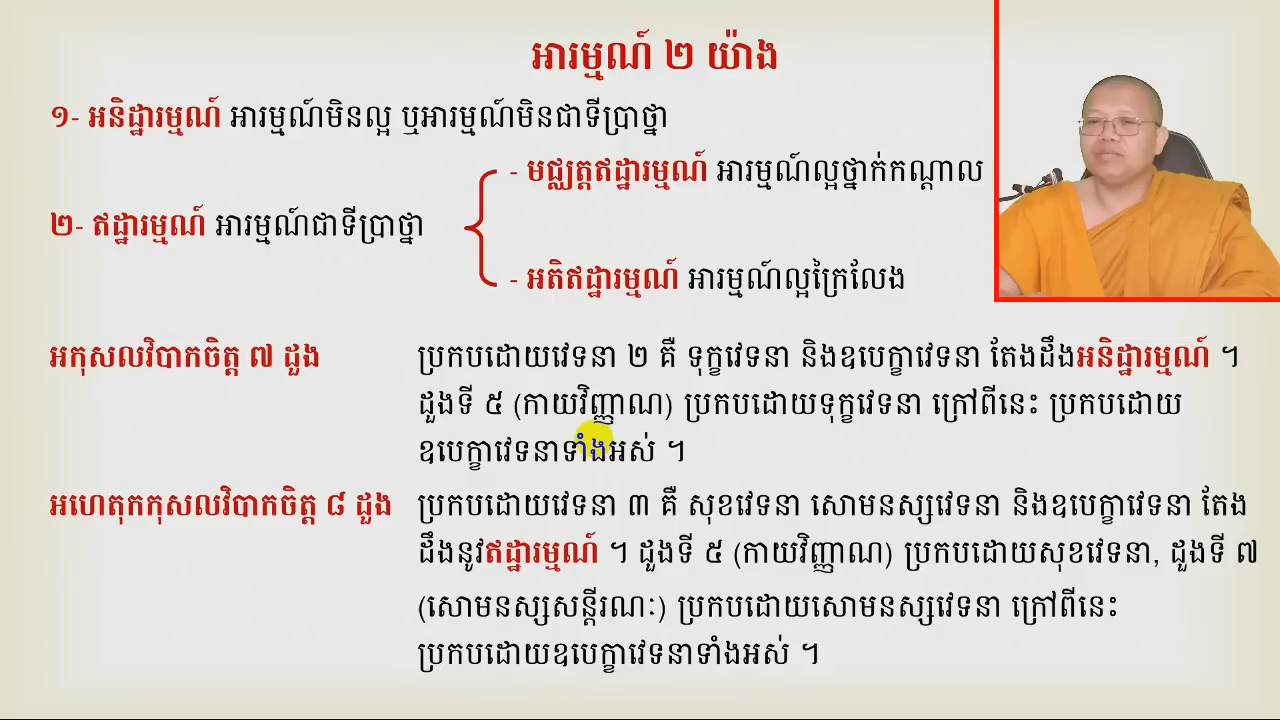 អារម្មណ៍ ២ យ៉ាង
១- អនិដ្ឋារម្មណ៍ អារម្មណ៍មិនល្អ ឬអារម្មណ៍មិនជាទីប្រាថ្នា
- មជ្ឈត្តឥដ្ឋារម្មណ៍ អារម្មណ៍ល្អថ្នាក់កណ្តាល
២- ឥដ្ឋារម្មណ៍ អារម្មណ៍ជាទីប្រាថ្នា
- អតិឥដ្ឋារម្មណ៍ អារម្មណ៍ល្អក្រៃលែង
អកុសលវិបាកចិត្ត ៧ ដួង ប្រកបដោយវេទនា ២ គឺ ទុក្ខវេទនា និងឧបេក្ខាវេទនា តែងដឹងអនិដ្ឋារម្មណ៍ ។
ដួងទី ៥ (កាយវិញ្ញាណ) ប្រកបដោយទុក្ខវេទនា ក្រៅពីនេះ ប្រកបដោយ
ឧបេក្ខាវេទនាទាំងអស់ ។
អហេតុកកុសលវិបាកចិត្ត ៨ ដួង ប្រកបដោយវេទនា ៣ គឺ សុខវេទនា សោមនស្សវេទនា និងឧបេក្ខាវេទនា តែង
ដឹងនូវឥដ្ឋារម្មណ៍ ។ ដួងទី ៥ (កាយវិញ្ញាណ) ប្រកបដោយសុខវេទនា, ដួងទី ៧
(សោមនស្សសន្តីរណៈ) ប្រកបដោយសោមនស្សវេទនា ក្រៅពីនេះ
ប្រកបដោយឧបេក្ខាវេទនាទាំងអស់ ។